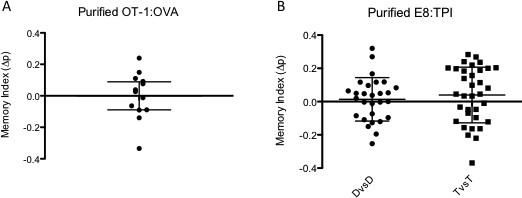 A
Purified OT-1:OVA
Memory Index (Δp)
0.4
0.2
0.0
-0.2
-0.4
B
Purified E8:TPI
Memory Index (Δp)
0.4
0.2
0.0
-0.2
-0.4
DvsD
TvsT